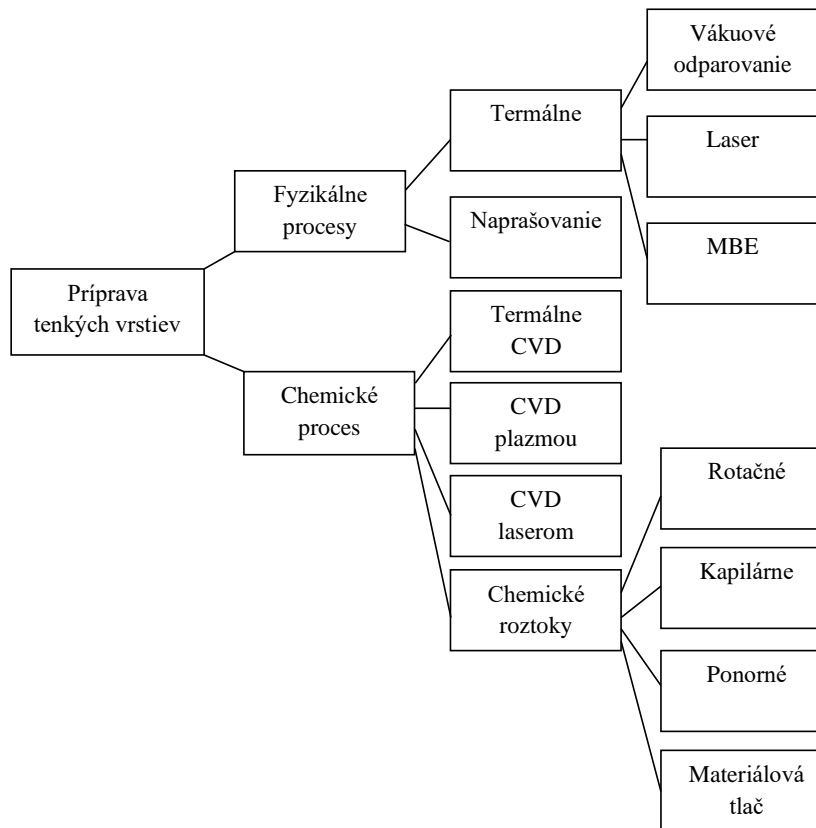 Príprava
tenkých vrstiev
Fyzikálne
procesy
Termálne
Vákuové
odparovanie
Laser
MBE
Naprašovanie
Chemické
proces
Termálne
CVD
CVD
plazmou
CVD
laserom
Chemické
roztoky
Rotačné
Kapilárne
Ponorné
Materiálová
tlač